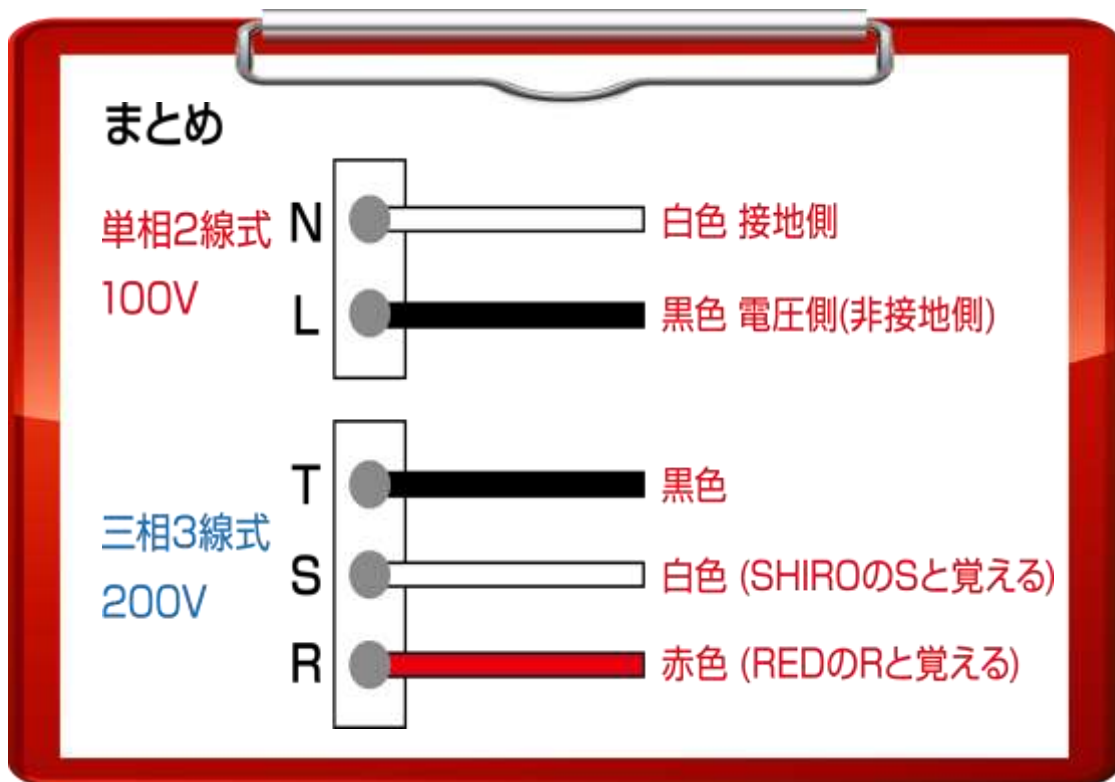 まとめ
単相2線式
100V
N 白色 接地側
L 黒色 電圧側(非接地側)
三相3線式
200V
T 黒色
S 白色 (SHIROのSと覚える)
R 赤色 (REDのRと覚える)